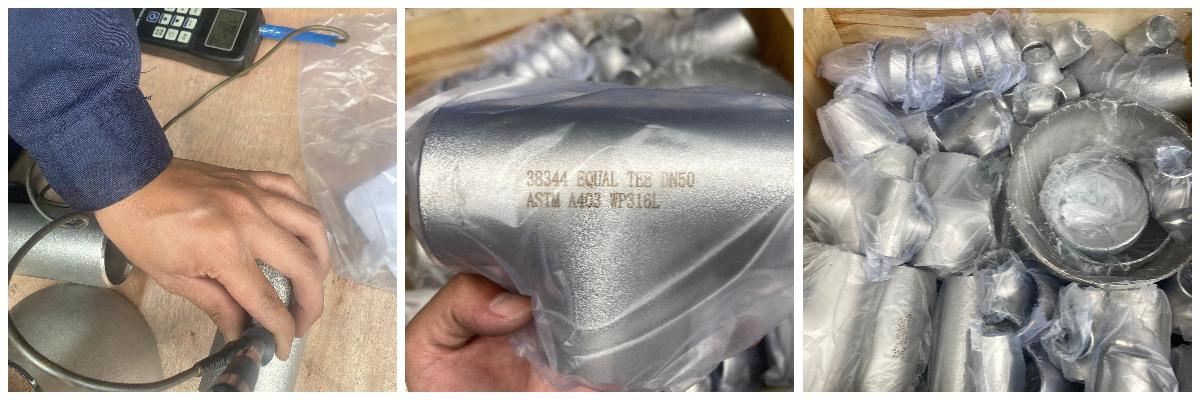 38344 EQUAL TEE DN50
ASTM A403 WP316L